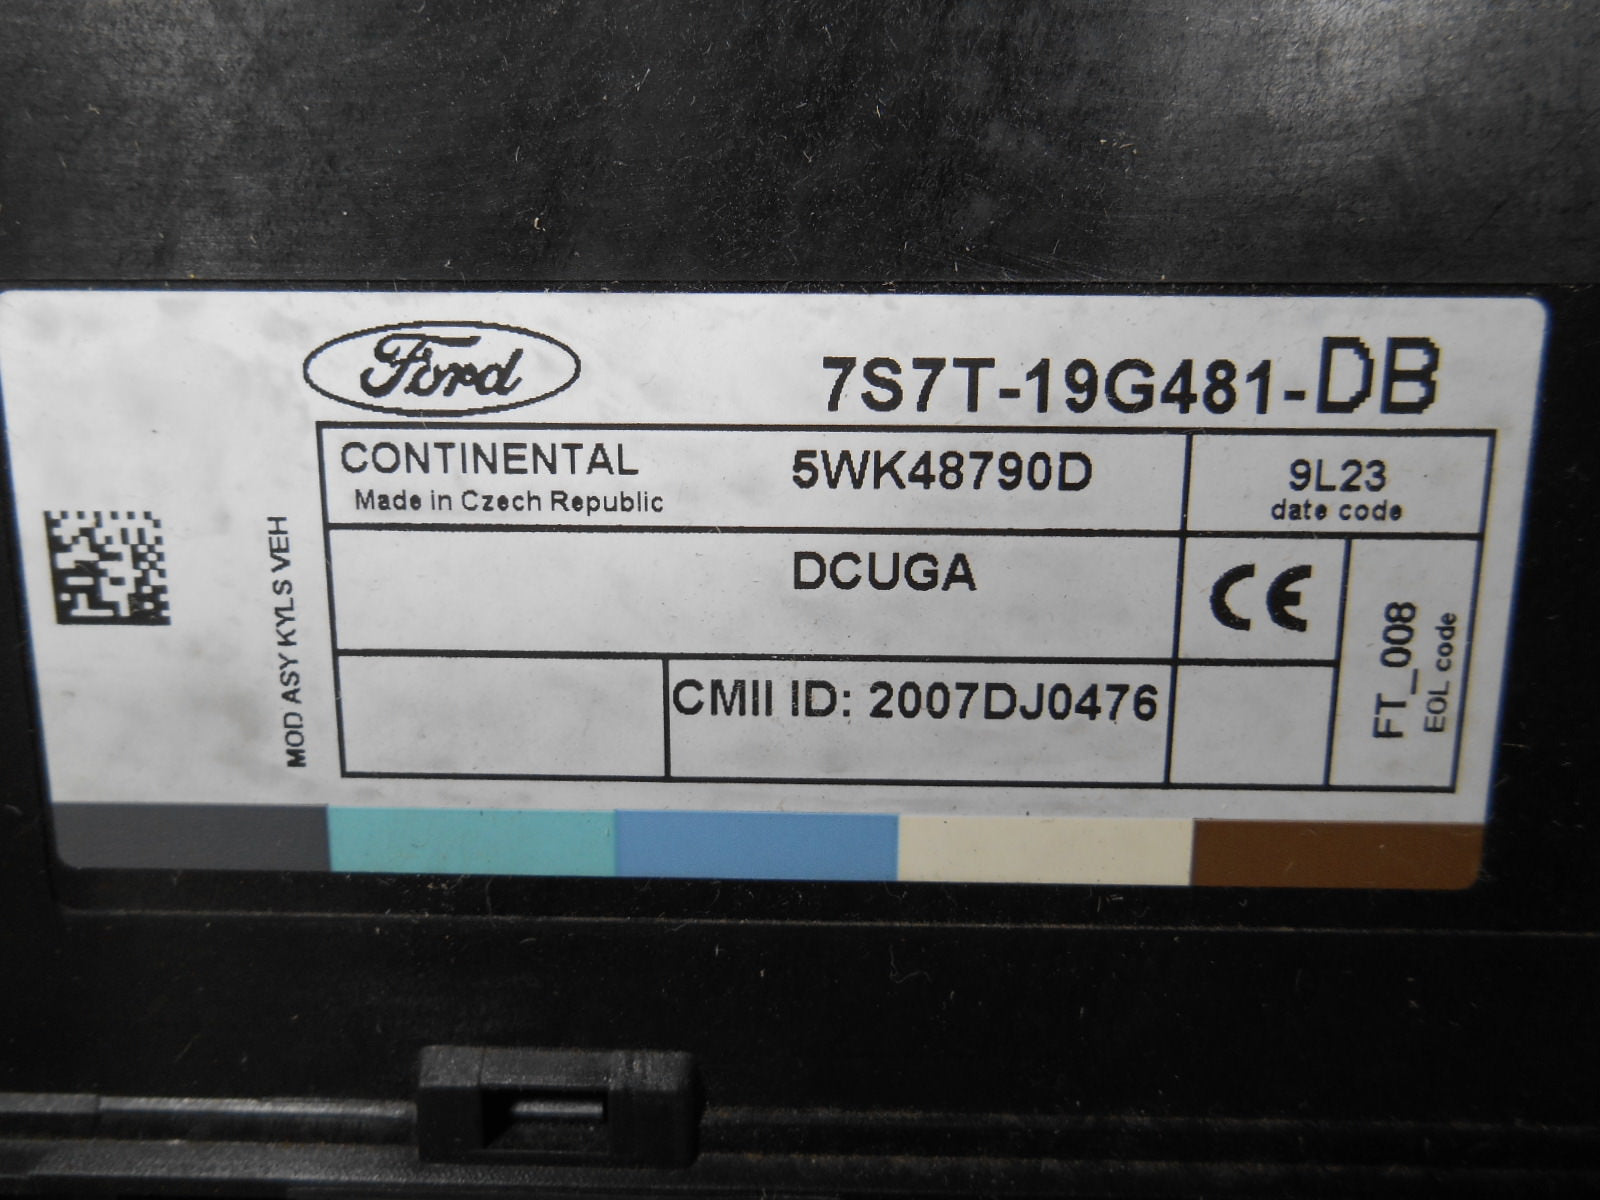 Ford
7S7T-19G481-DB
CONTINENTAL
Made in Czech Republic
5WK48790D
9L23
date code
DCUGA
CE
CMII ID: 2007DJ0476
FT_008
EOL code
MOD ASY KYLS VEH